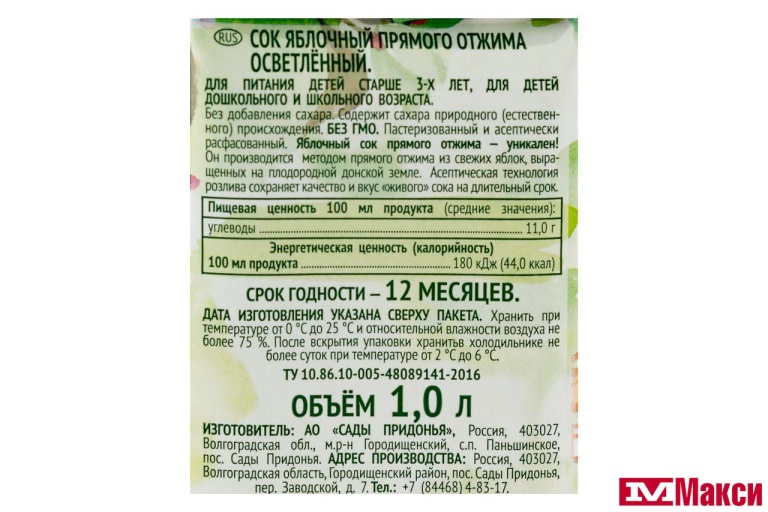 RUS СОК ЯБЛОЧНЫЙ ПРЯМОГО ОТЖИМА
ОСВЕТЛЁННЫЙ.
ДЛЯ ПИТАНИЯ ДЕТЕЙ СТАРШЕ 3-Х ЛЕТ, ДЛЯ ДЕТЕЙ
ДОШКОЛЬНОГО И ШКОЛЬНОГО ВОЗРАСТА.
Без добавления сахара. Содержит сахара природного (естествен-
ного) происхождения. БЕЗ ГМО. Пастеризованный и асептически
расфасованный. Яблочный сок прямого отжима — уникален!
Он производится методом прямого отжима из свежих яблок, выра-
щенных на плодородной донской земле. Асептическая технология
розлива сохраняет качество и вкус «живого» сока на длительный срок.
Пищевая ценность 100 мл продукта (средние значения):
углеводы ........ 11,0 г
Энергетическая ценность (калорийность)
100 мл продукта ........ 180 кДж (44,0 ккал)
СРОК ГОДНОСТИ – 12 МЕСЯЦЕВ.
ДАТА ИЗГОТОВЛЕНИЯ УКАЗАНА СВЕРХУ ПАКЕТА. Хранить при
температуре от 0 °С до 25 °С и относительной влажности воздуха не
более 75 %. После вскрытия упаковки хранитьв холодильнике не
более суток при температуре от 2 °С до 6 °С.
ТУ 10.86.10-005-48089141-2016
ОБЪЁМ 1,0 Л
ИЗГОТОВИТЕЛЬ: АО «САДЫ ПРИДОНЬЯ», Россия, 403027,
Волгоградская обл., м.р-н Городищенский, с.п. Паньшинское,
пос. Сады Придонья. АДРЕС ПРОИЗВОДСТВА: Россия, 403027,
Волгоградская область, Городищенский район, пос. Сады Придонья,
пер. Заводской, д. 7. Тел.: +7 (84468) 4-83-17.
Макси